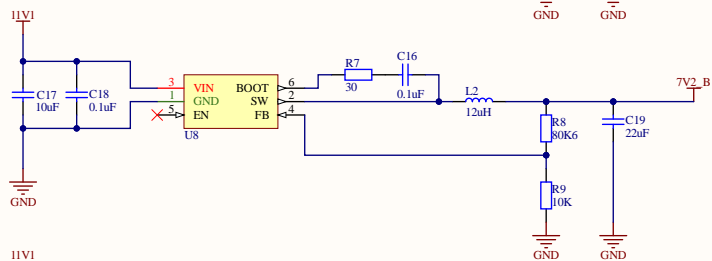 11V1
GND
GND
R7
30
C16
0.1uF
C17
10uF
C18
0.1uF
3
VIN
BOOT
6
1
GND
SW
2
5
EN
FB
4
U8
L2
12uH
7V2_B
R8
80K6
C19
22uF
R9
10K
GND
GND
GND
11V1